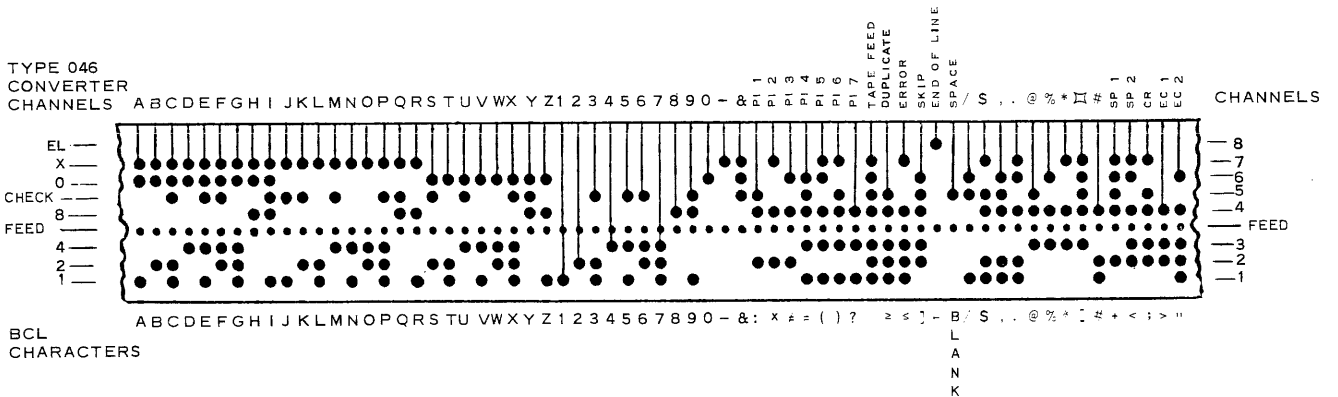 TYPE 046
CONVERTER
CHANNELS
A B C D E F G H I J K L M N O P Q R S T U V W X Y Z 1 2 3 4 5 6 7 8 9 0 - & PI 1 PI 2 PI 3 PI 4 PI 5 PI 6 PI 7 TAPE FEED DUPLICATE ERROR SKIP END OF LINE SPACE / $ , . @ % * ⌑ # SP 1 SP 2 CR EC 1 EC 2
CHANNELS
EL 8
X 7
0 6
CHECK 5
8 4
FEED FEED
4 3
2 2
1 1
BCL
CHARACTERS
A B C D E F G H I J K L M N O P Q R S T U V W X Y Z 1 2 3 4 5 6 7 8 9 0 - & : x ≠ = ( ) ? ≥ ≤ ] ← BLANK / $ , . @ % * [ # + < ; > "